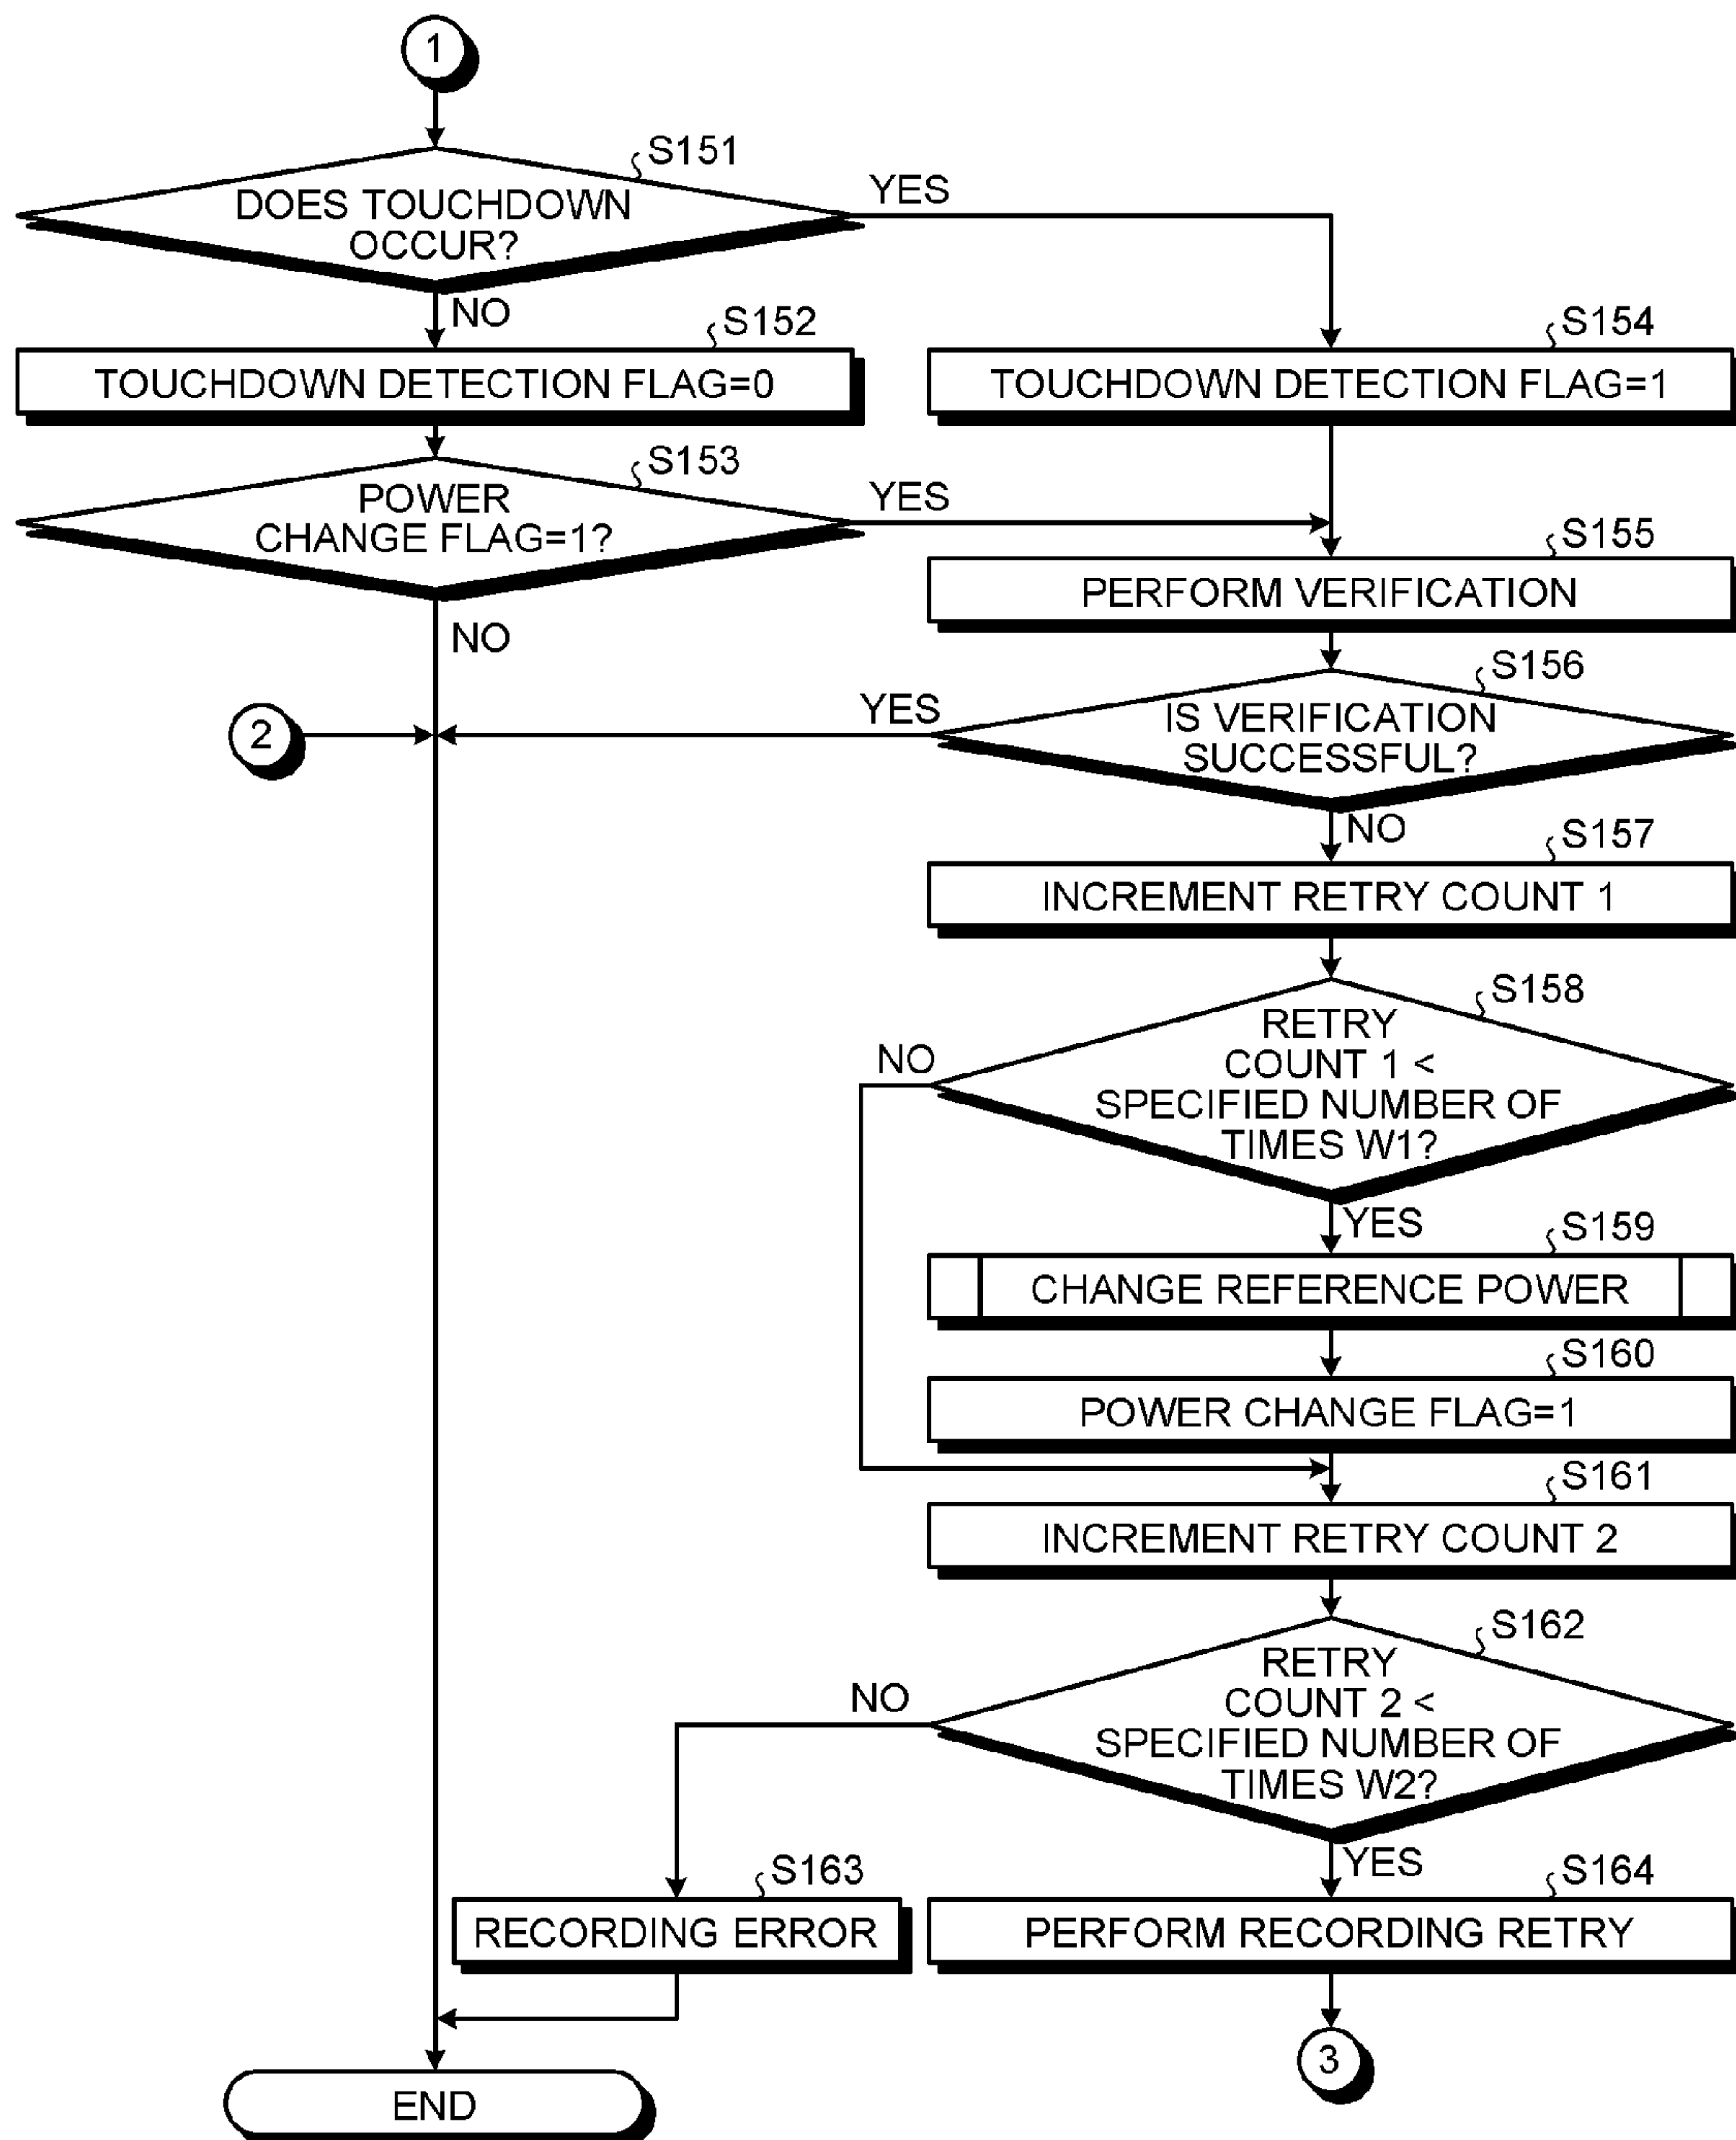 1
S151
DOES TOUCHDOWN
OCCUR?
YES
NO
S152
TOUCHDOWN DETECTION FLAG=0
S154
TOUCHDOWN DETECTION FLAG=1
S153
POWER
CHANGE FLAG=1?
YES
NO
S155
PERFORM VERIFICATION
S156
IS VERIFICATION
SUCCESSFUL?
YES
2
NO
S157
INCREMENT RETRY COUNT 1
S158
RETRY
COUNT 1 <
SPECIFIED NUMBER OF
TIMES W1?
NO
YES
S159
CHANGE REFERENCE POWER
S160
POWER CHANGE FLAG=1
S161
INCREMENT RETRY COUNT 2
S162
RETRY
COUNT 2 <
SPECIFIED NUMBER OF
TIMES W2?
NO
YES
S163
RECORDING ERROR
S164
PERFORM RECORDING RETRY
3
END